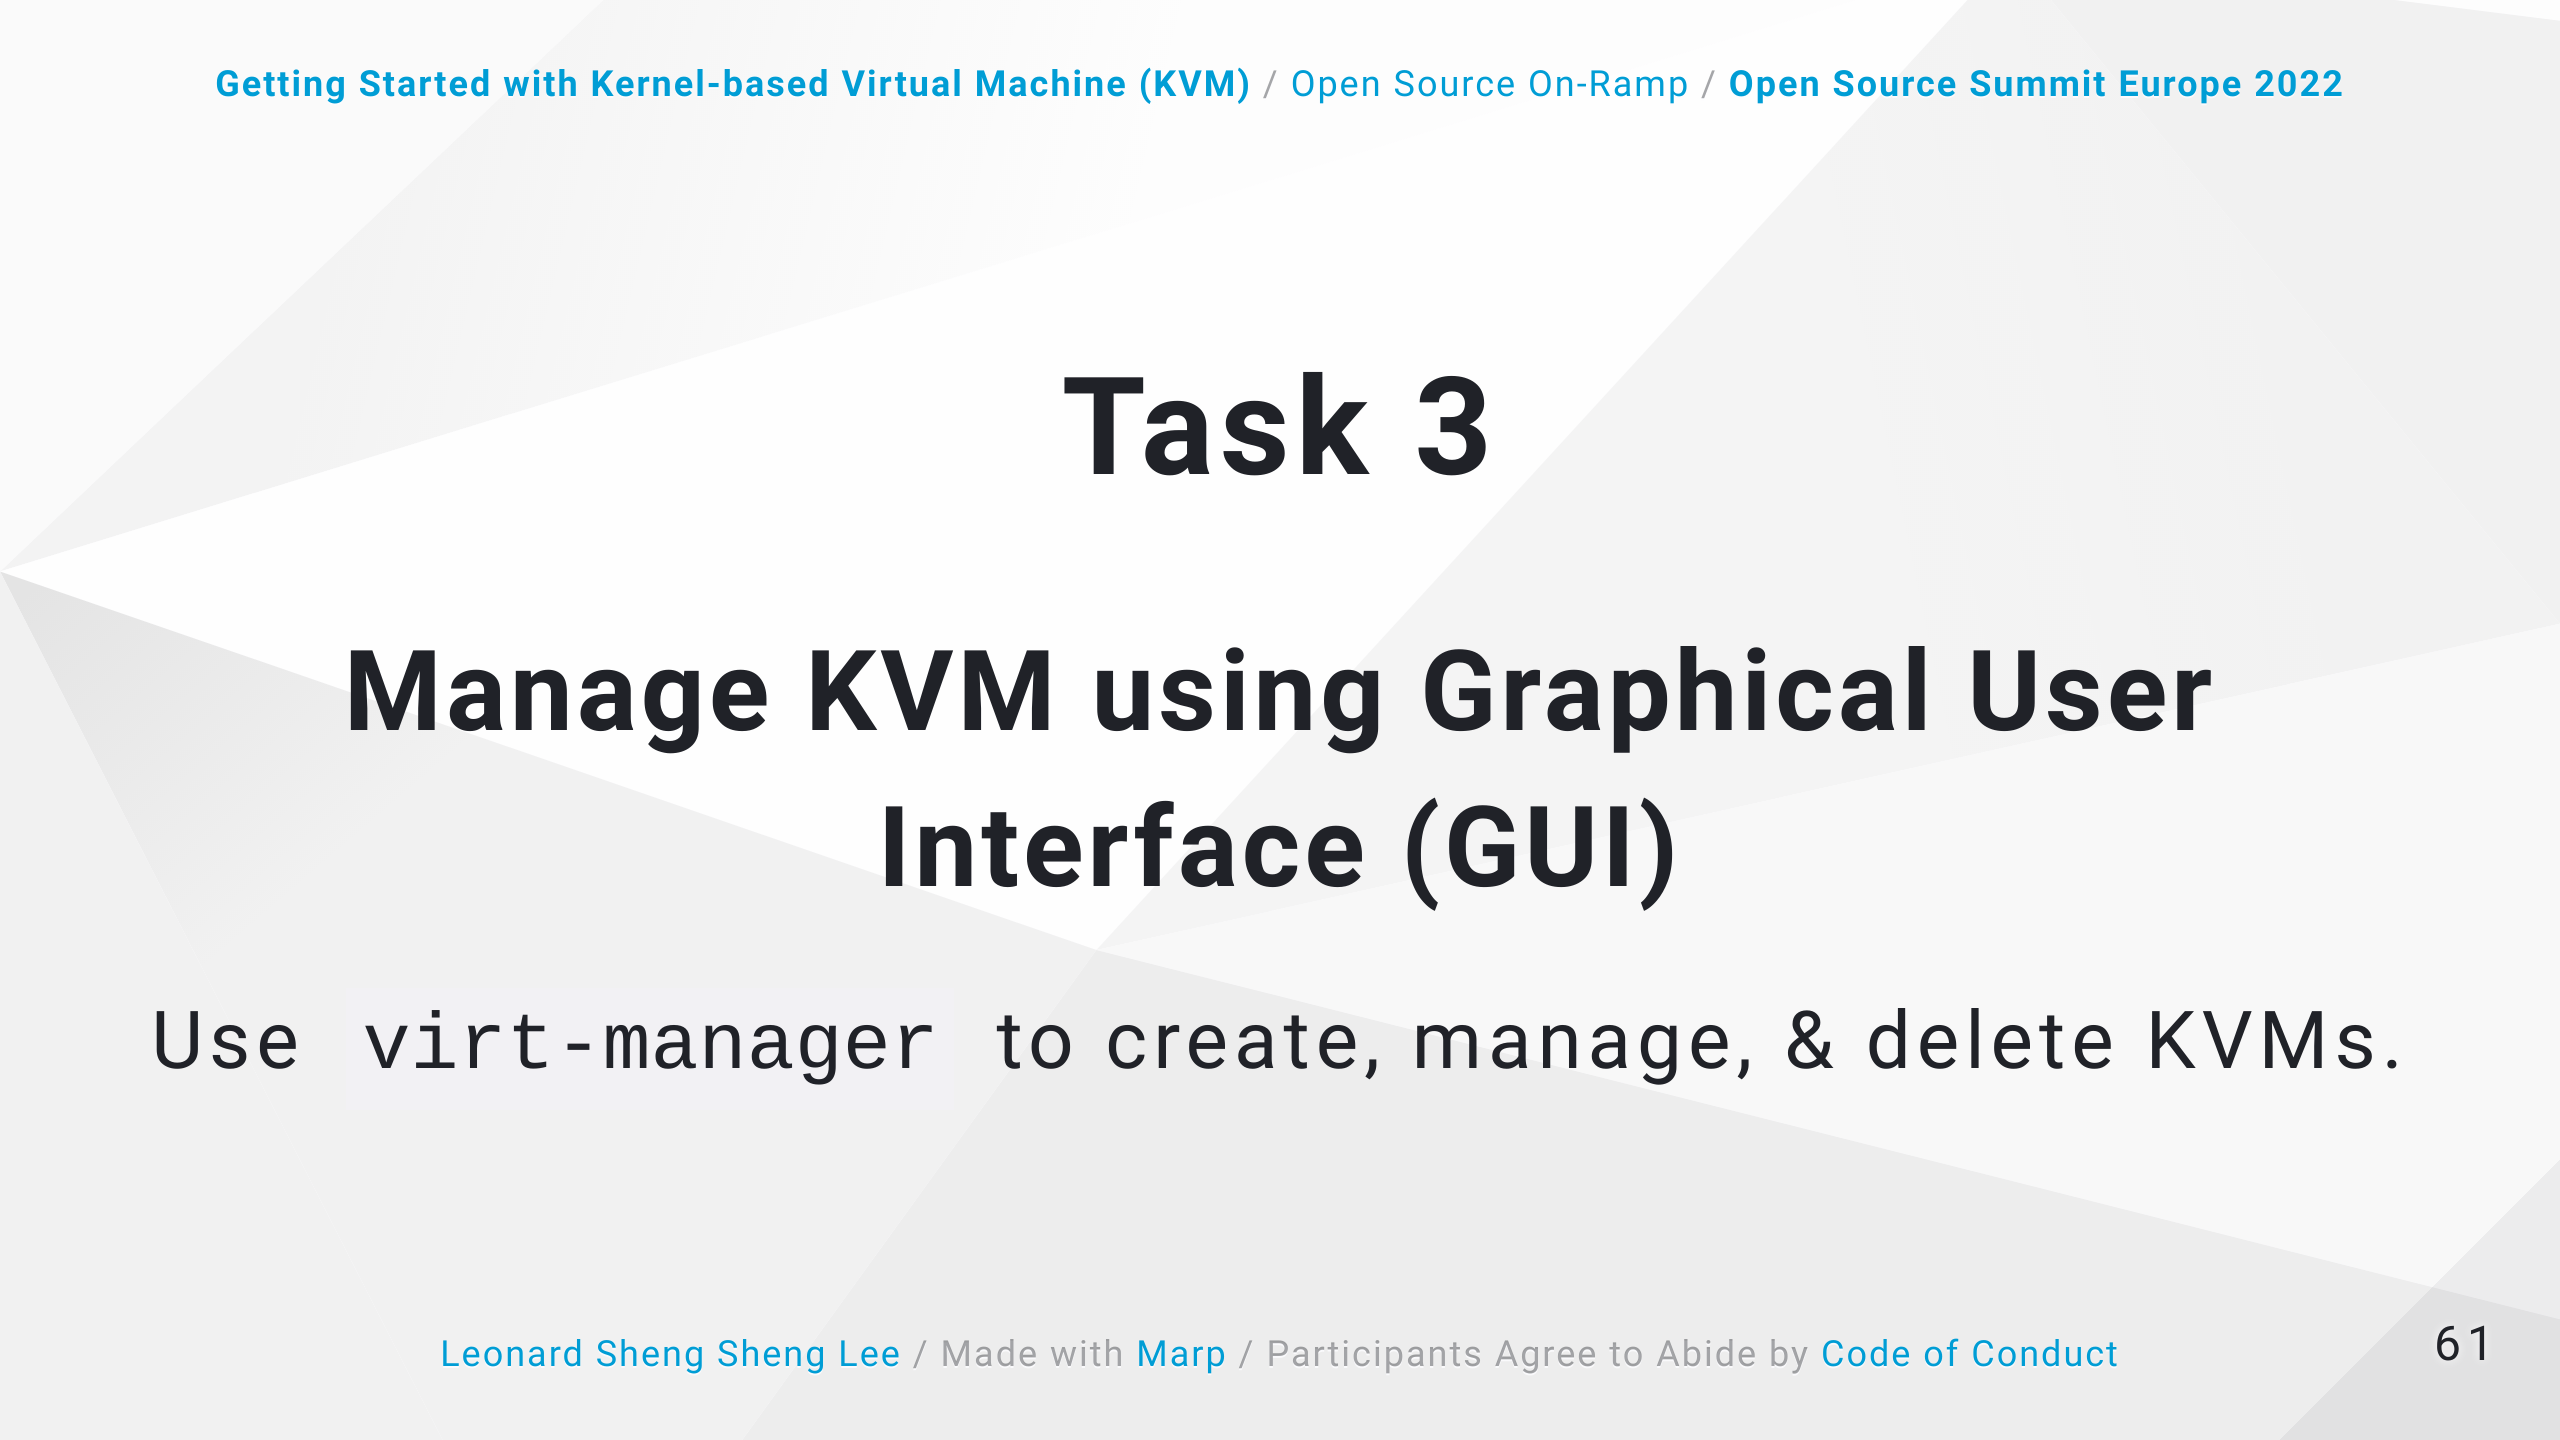 Getting Started with Kernel-based Virtual Machine (KVM) / Open Source On-Ramp / Open Source Summit Europe 2022
Task 3
Manage KVM using Graphical User
Interface (GUI)
Use virt-manager to create, manage, & delete KVMs.
Leonard Sheng Sheng Lee / Made with Marp / Participants Agree to Abide by Code of Conduct
61